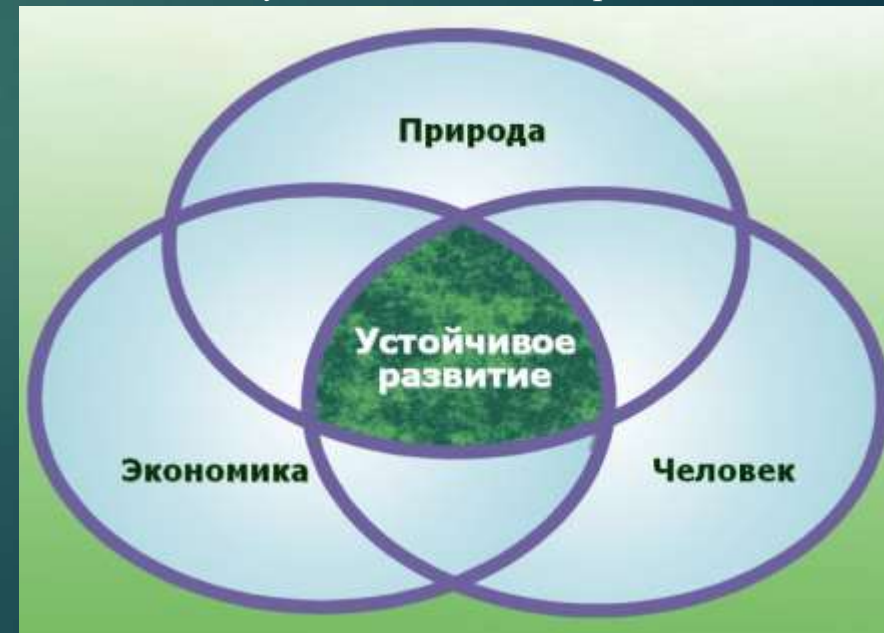 Природа
Устойчивое
развитие
Экономика
Человек